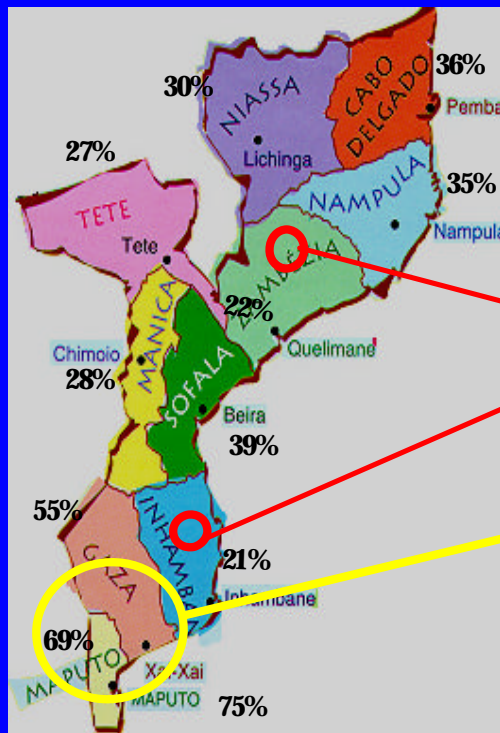 36%
30%
CABO
DELGADO
NIASSA
Pemba
Lichinga
27%
35%
NAMPULA
TETE
Nampula
Tete
ZAMBÉZIA
22%
MANICA
Quelimane
Chimoio
28%
SOFALA
Beira
39%
55%
INHAMBANE
21%
GAZA
Inhambane
69%
MAPUTO
Xai-Xai
MAPUTO
75%